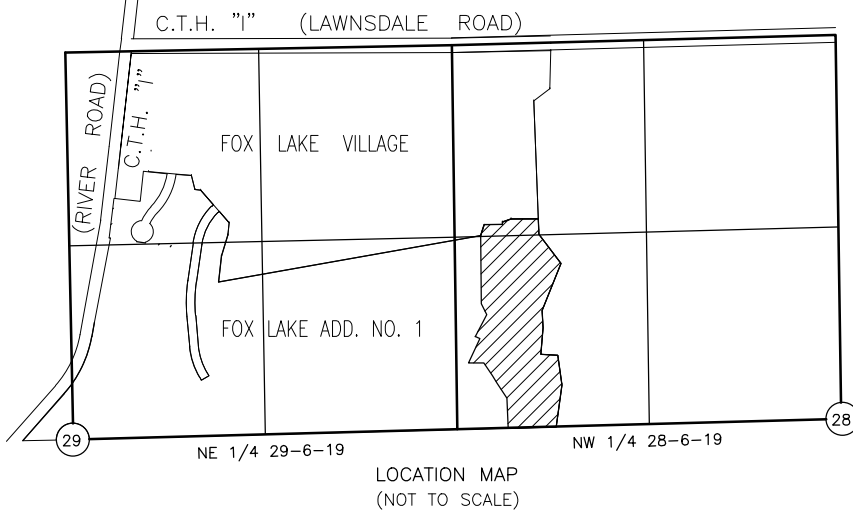 C.T.H. "I" (LAWNSDALE ROAD)
(RIVER ROAD)
C.T.H. "I"
FOX LAKE VILLAGE
FOX LAKE ADD. NO. 1
29
28
NE 1/4 29-6-19
NW 1/4 28-6-19
LOCATION MAP
(NOT TO SCALE)